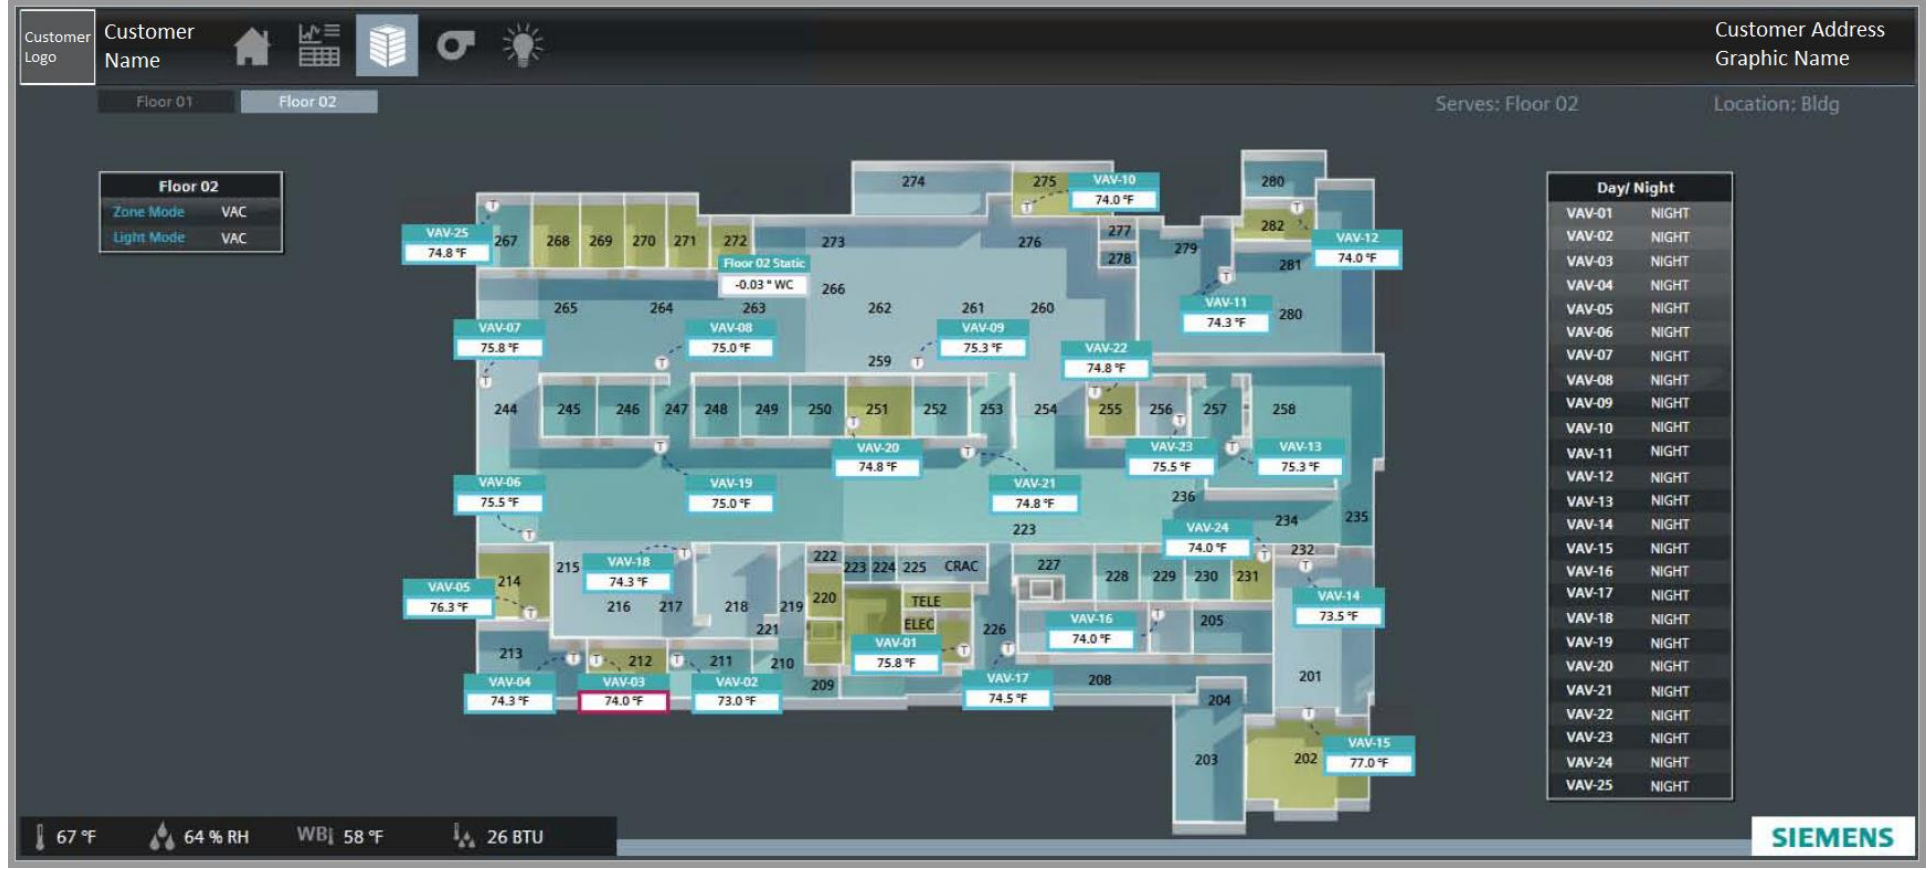 Customer Logo
Customer Name
Customer Address
Graphic Name
Floor 01
Floor 02
Serves: Floor 02
Location: Bldg
Floor 02
Zone Mode VAC
Light Mode VAC
Day/ Night
VAV-01 NIGHT
VAV-02 NIGHT
VAV-03 NIGHT
VAV-04 NIGHT
VAV-05 NIGHT
VAV-06 NIGHT
VAV-07 NIGHT
VAV-08 NIGHT
VAV-09 NIGHT
VAV-10 NIGHT
VAV-11 NIGHT
VAV-12 NIGHT
VAV-13 NIGHT
VAV-14 NIGHT
VAV-15 NIGHT
VAV-16 NIGHT
VAV-17 NIGHT
VAV-18 NIGHT
VAV-19 NIGHT
VAV-20 NIGHT
VAV-21 NIGHT
VAV-22 NIGHT
VAV-23 NIGHT
VAV-24 NIGHT
VAV-25 NIGHT
274
275
VAV-10
74.0 °F
280
VAV-25
74.8 °F
267 268 269 270 271 272 273
276
277
278
279
282
VAV-12
74.0 °F
281
Floor 02 Static
-0.03 " WC
266
265 264 263 262 261 260
VAV-11
74.3 °F
280
VAV-07
75.8 °F
VAV-08
75.0 °F
VAV-09
75.3 °F
259
VAV-22
74.8 °F
244 245 246 247 248 249 250 251 252 253 254 255 256 257 258
VAV-20
74.8 °F
VAV-23
75.5 °F
VAV-13
75.3 °F
VAV-06
75.5 °F
VAV-19
75.0 °F
VAV-21
74.8 °F
236
234
235
223
VAV-24
74.0 °F
232
VAV-05
76.3 °F
214
215
VAV-18
74.3 °F
216 217 218 219
221
222
220
223 224 225 CRAC
TELE
ELEC
VAV-01
75.8 °F
226
227 228 229 230 231
VAV-16
74.0 °F
205
VAV-14
73.5 °F
213
212
211
210
209
VAV-04
74.3 °F
VAV-03
74.0 °F
VAV-02
73.0 °F
VAV-17
74.5 °F
208
201
204
203
202
VAV-15
77.0 °F
67 °F
64 % RH
WB 58 °F
26 BTU
SIEMENS